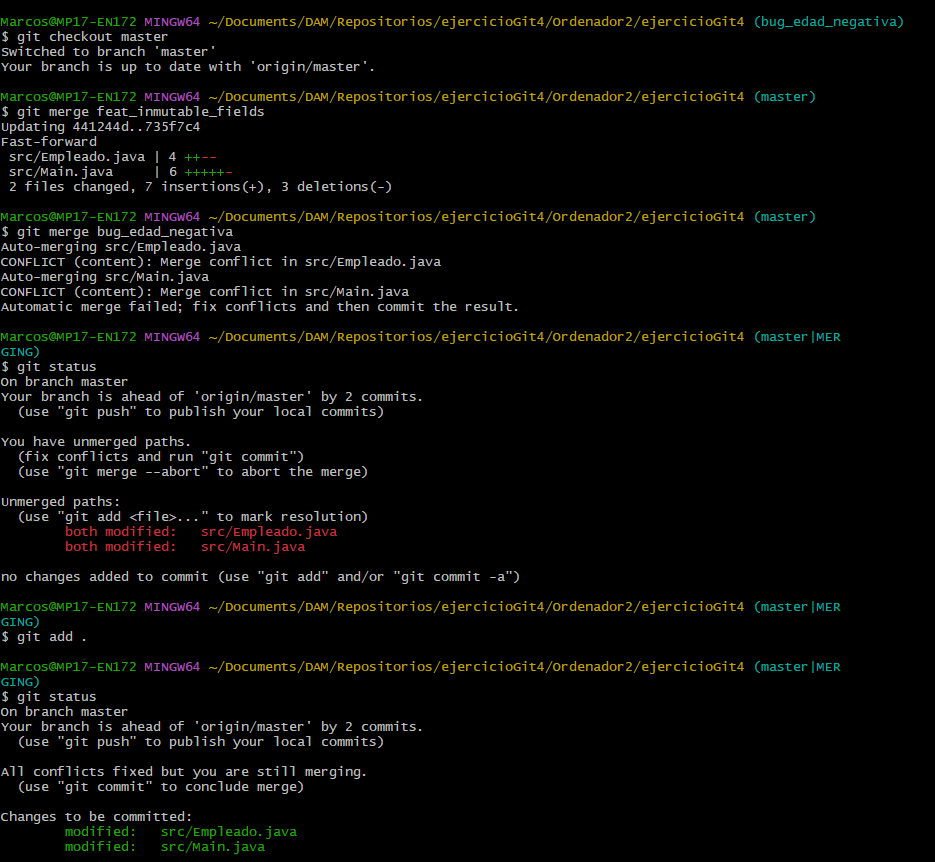 Marcos@MP17-EN172 MINGW64 ~/Documents/DAM/Repositorios/ejercicioGit4/Ordenador2/ejercicioGit4 (bug_edad_negativa)
$ git checkout master
Switched to branch 'master'
Your branch is up to date with 'origin/master'.
Marcos@MP17-EN172 MINGW64 ~/Documents/DAM/Repositorios/ejercicioGit4/Ordenador2/ejercicioGit4 (master)
$ git merge feat_inmutable_fields
Updating 441244d..735f7c4
Fast-forward
 src/Empleado.java | 4 ++--
 src/Main.java     | 6 +++++-
 2 files changed, 7 insertions(+), 3 deletions(-)
Marcos@MP17-EN172 MINGW64 ~/Documents/DAM/Repositorios/ejercicioGit4/Ordenador2/ejercicioGit4 (master)
$ git merge bug_edad_negativa
Auto-merging src/Empleado.java
CONFLICT (content): Merge conflict in src/Empleado.java
Auto-merging src/Main.java
CONFLICT (content): Merge conflict in src/Main.java
Automatic merge failed; fix conflicts and then commit the result.
Marcos@MP17-EN172 MINGW64 ~/Documents/DAM/Repositorios/ejercicioGit4/Ordenador2/ejercicioGit4 (master|MER
GING)
$ git status
On branch master
Your branch is ahead of 'origin/master' by 2 commits.
  (use "git push" to publish your local commits)
You have unmerged paths.
  (fix conflicts and run "git commit")
  (use "git merge --abort" to abort the merge)
Unmerged paths:
  (use "git add <file>..." to mark resolution)
        both modified:   src/Empleado.java
        both modified:   src/Main.java
no changes added to commit (use "git add" and/or "git commit -a")
Marcos@MP17-EN172 MINGW64 ~/Documents/DAM/Repositorios/ejercicioGit4/Ordenador2/ejercicioGit4 (master|MER
GING)
$ git add .
Marcos@MP17-EN172 MINGW64 ~/Documents/DAM/Repositorios/ejercicioGit4/Ordenador2/ejercicioGit4 (master|MER
GING)
$ git status
On branch master
Your branch is ahead of 'origin/master' by 2 commits.
  (use "git push" to publish your local commits)
All conflicts fixed but you are still merging.
  (use "git commit" to conclude merge)
Changes to be committed:
        modified:   src/Empleado.java
        modified:   src/Main.java